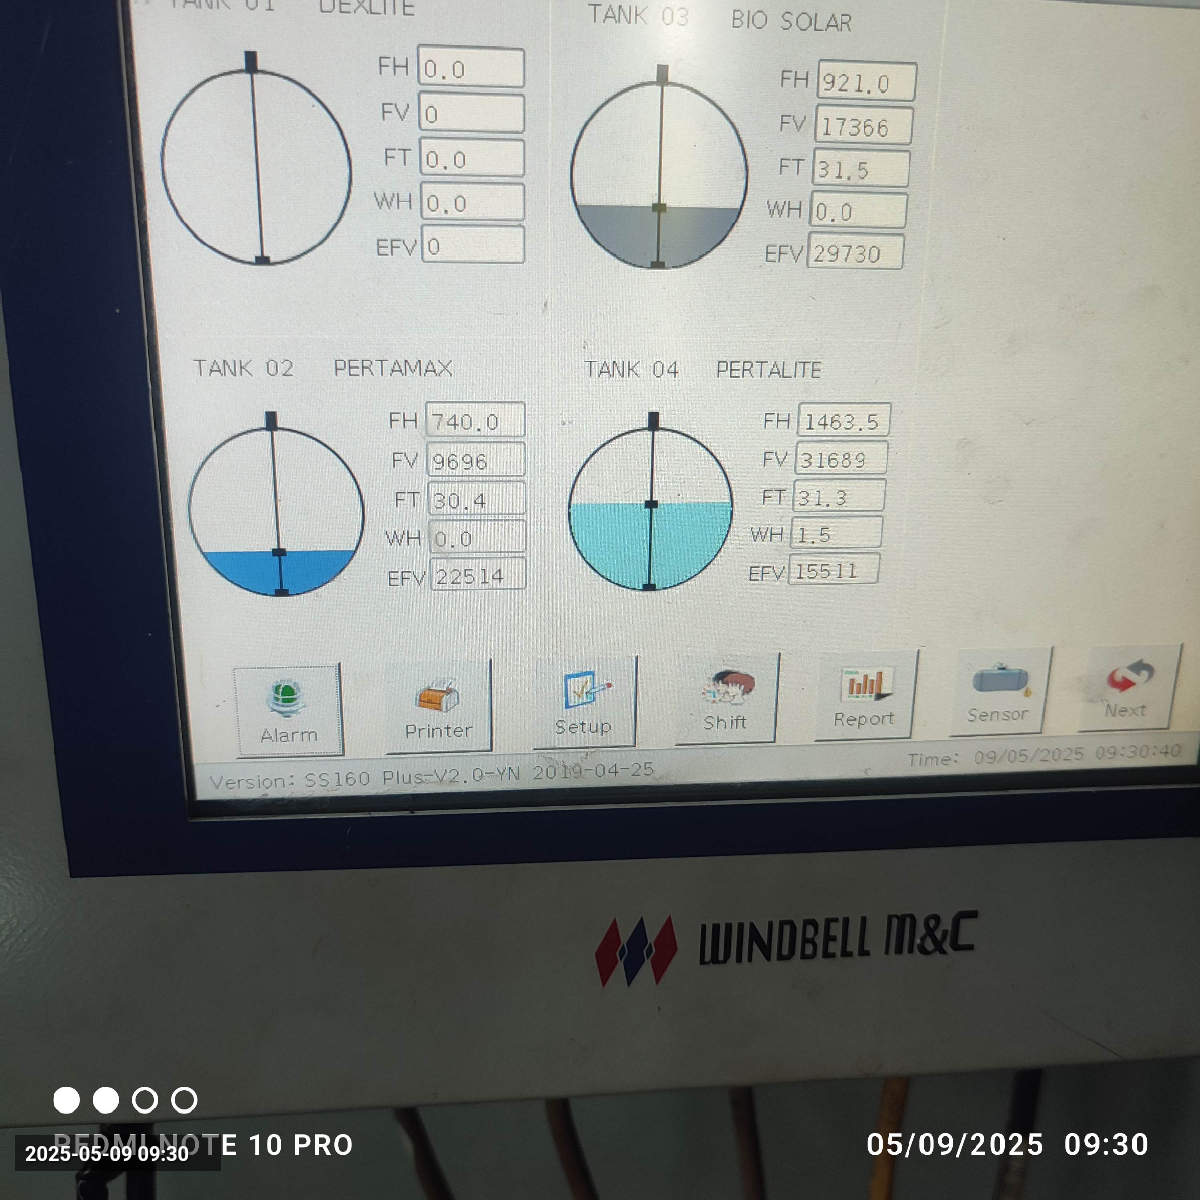 TANK 01 DEXLITE
FH 0.0
FV 0
FT 0.0
WH 0.0
EFV 0
TANK 03 BIO SOLAR
FH 921.0
FV 17366
FT 31.5
WH 0.0
EFV 29730
TANK 02 PERTAMAX
FH 740.0
FV 9696
FT 30.4
WH 0.0
EFV 22514
TANK 04 PERTALITE
FH 1463.5
FV 31689
FT 31.3
WH 1.5
EFV 15511
Alarm Printer Setup Shift Report Sensor Next
Version: SS160 Plus-V2.0-YN 2019-04-25 Time: 09/05/2025 09:30:40
WINDBELL M&C
REDMI NOTE 10 PRO 05/09/2025 09:30
2025-05-09 09:30